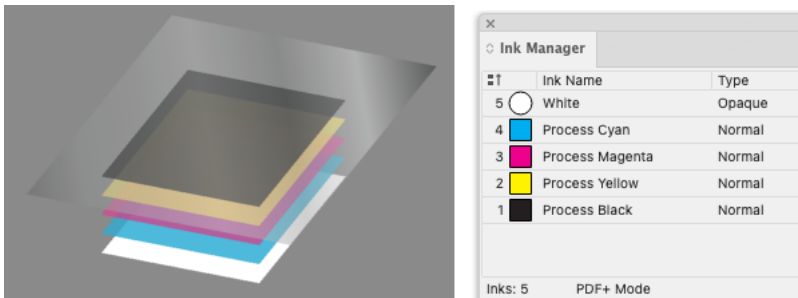 Ink Manager
Ink Name Type
5 White Opaque
4 Process Cyan Normal
3 Process Magenta Normal
2 Process Yellow Normal
1 Process Black Normal
Inks: 5 PDF+ Mode